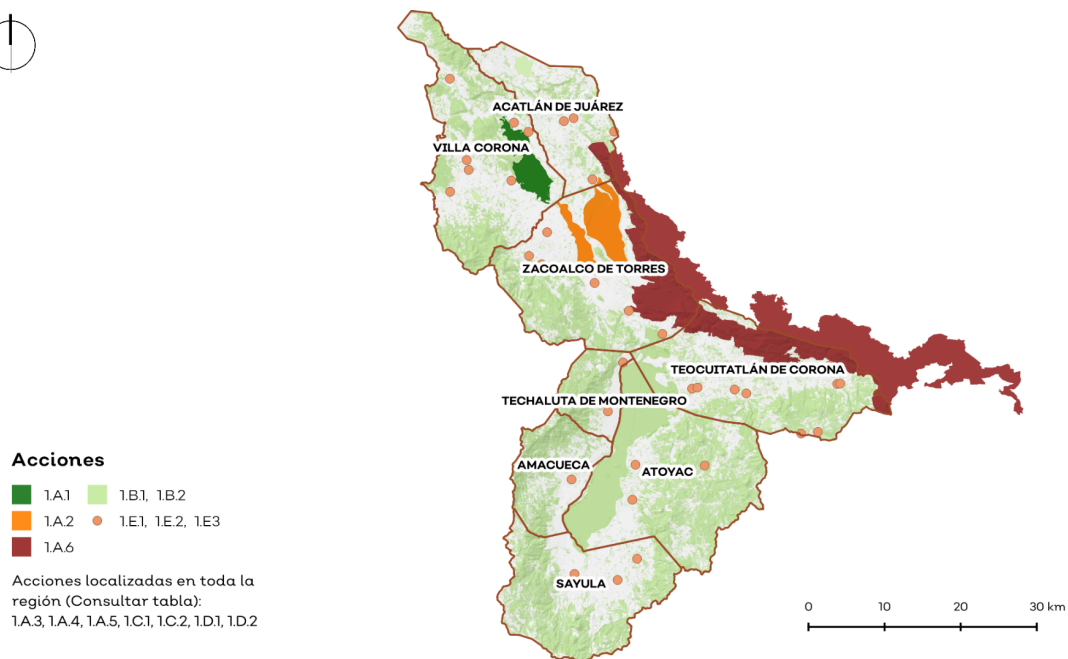 ACATLÁN DE JUÁREZ
VILLA CORONA
ZACOALCO DE TORRES
TEOCUITATLÁN DE CORONA
TECHALUTA DE MONTENEGRO
AMACUECA
ATOYAC
SAYULA
Acciones
1.A.1 1.B.1, 1.B.2
1.A.2 1.E.1, 1.E.2, 1.E3
1.A.6
Acciones localizadas en toda la
región (Consultar tabla):
1.A.3, 1.A.4, 1.A.5, 1.C.1, 1.C.2, 1.D.1, 1.D.2
0 10 20 30 km